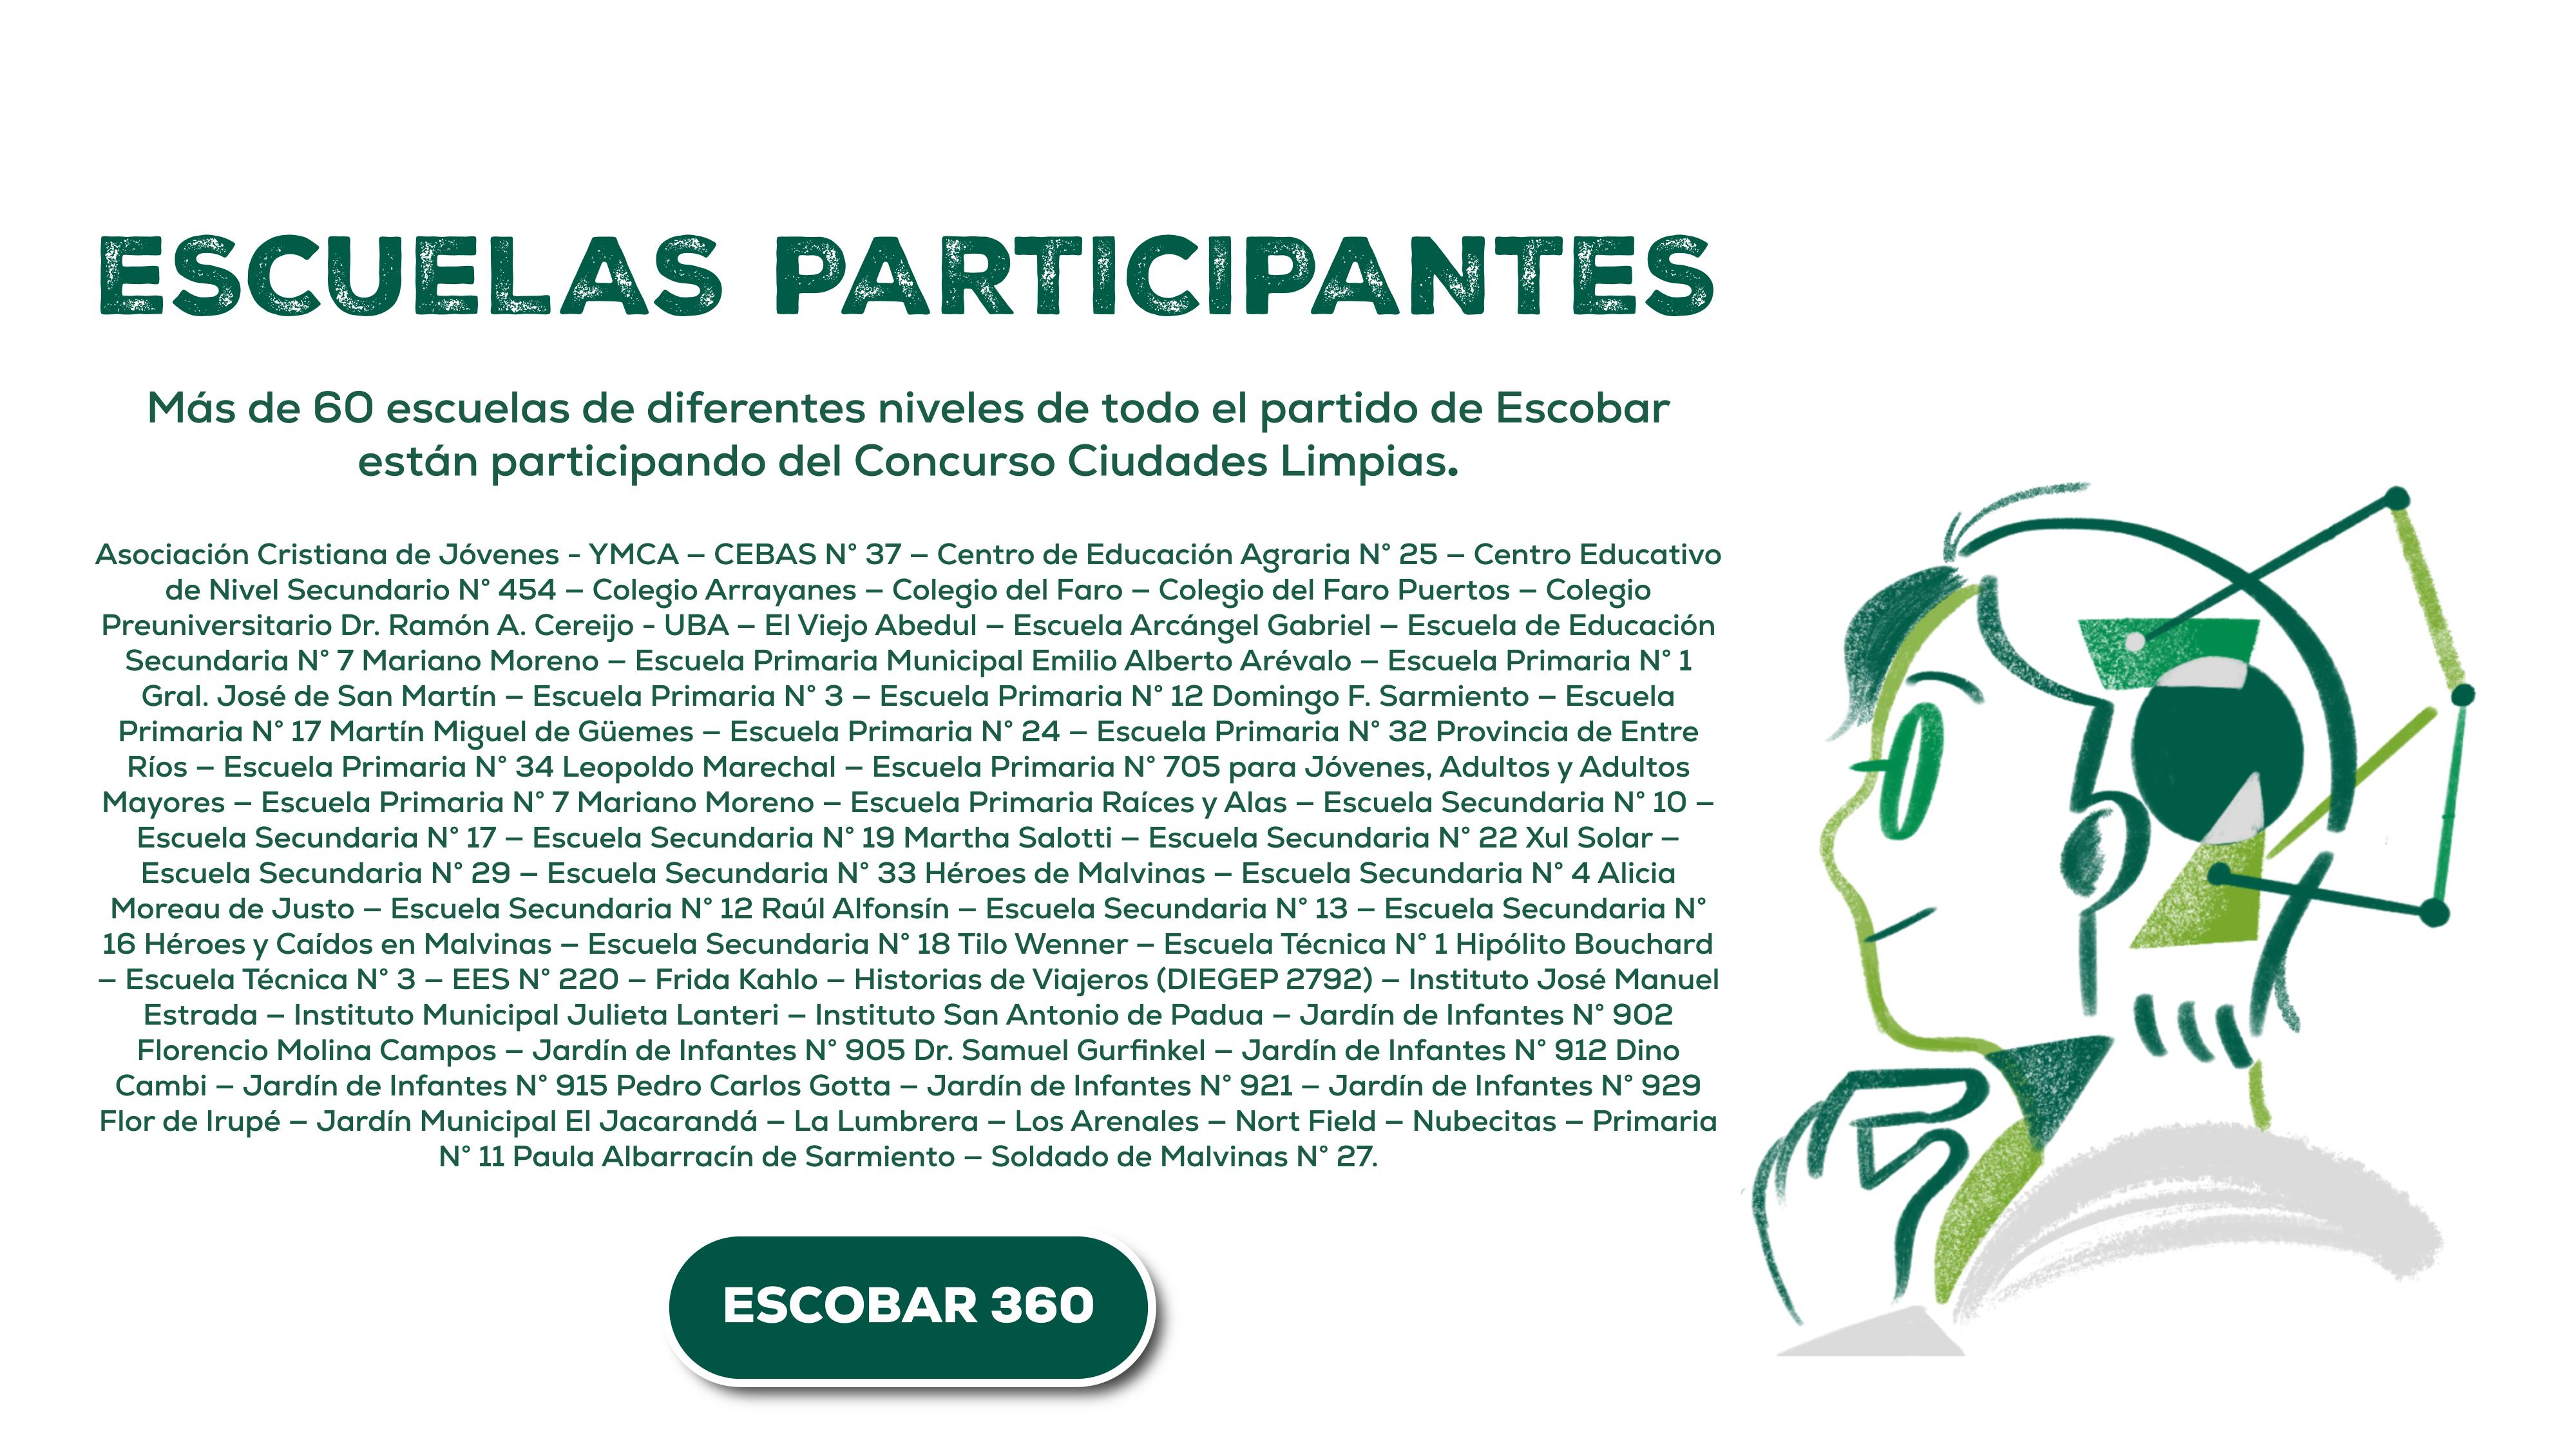 ESCUELAS PARTICIPANTES
Más de 60 escuelas de diferentes niveles de todo el partido de Escobar
están participando del Concurso Ciudades Limpias.
Asociación Cristiana de Jóvenes - YMCA – CEBAS N° 37 – Centro de Educación Agraria N° 25 – Centro Educativo
de Nivel Secundario N° 454 – Colegio Arrayanes – Colegio del Faro – Colegio del Faro Puertos – Colegio
Preuniversitario Dr. Ramón A. Cereijo - UBA – El Viejo Abedul – Escuela Arcángel Gabriel – Escuela de Educación
Secundaria N° 7 Mariano Moreno – Escuela Primaria Municipal Emilio Alberto Arévalo – Escuela Primaria N° 1
Gral. José de San Martín – Escuela Primaria N° 3 – Escuela Primaria N° 12 Domingo F. Sarmiento – Escuela
Primaria N° 17 Martín Miguel de Güemes – Escuela Primaria N° 24 – Escuela Primaria N° 32 Provincia de Entre
Ríos – Escuela Primaria N° 34 Leopoldo Marechal – Escuela Primaria N° 705 para Jóvenes, Adultos y Adultos
Mayores – Escuela Primaria N° 7 Mariano Moreno – Escuela Primaria Raíces y Alas – Escuela Secundaria N° 10 –
Escuela Secundaria N° 17 – Escuela Secundaria N° 19 Martha Salotti – Escuela Secundaria N° 22 Xul Solar –
Escuela Secundaria N° 29 – Escuela Secundaria N° 33 Héroes de Malvinas – Escuela Secundaria N° 4 Alicia
Moreau de Justo – Escuela Secundaria N° 12 Raúl Alfonsín – Escuela Secundaria N° 13 – Escuela Secundaria N°
16 Héroes y Caídos en Malvinas – Escuela Secundaria N° 18 Tilo Wenner – Escuela Técnica N° 1 Hipólito Bouchard
– Escuela Técnica N° 3 – EES N° 220 – Frida Kahlo – Historias de Viajeros (DIEGEP 2792) – Instituto José Manuel
Estrada – Instituto Municipal Julieta Lanteri – Instituto San Antonio de Padua – Jardín de Infantes N° 902
Florencio Molina Campos – Jardín de Infantes N° 905 Dr. Samuel Gurfinkel – Jardín de Infantes N° 912 Dino
Cambi – Jardín de Infantes N° 915 Pedro Carlos Gotta – Jardín de Infantes N° 921 – Jardín de Infantes N° 929
Flor de Irupé – Jardín Municipal El Jacarandá – La Lumbrera – Los Arenales – Nort Field – Nubecitas – Primaria
N° 11 Paula Albarracín de Sarmiento – Soldado de Malvinas N° 27.
ESCOBAR 360